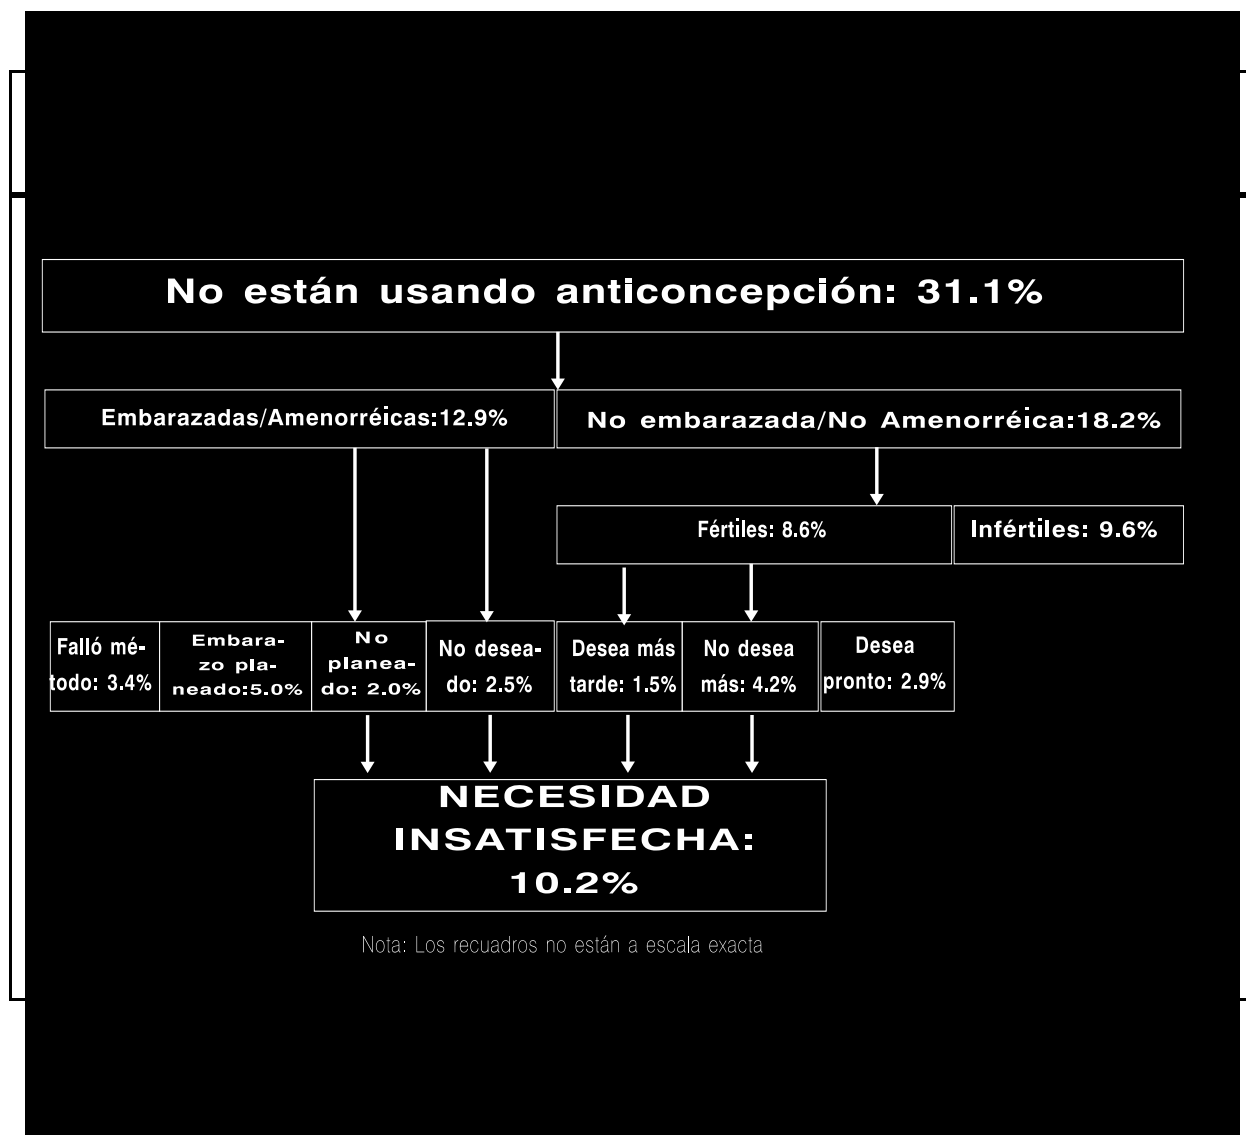 No están usando anticoncepción: 31.1%
Embarazadas/Amenorréicas:12.9%
No embarazada/No Amenorréica:18.2%
Fértiles: 8.6%
Infértiles: 9.6%
Falló mé-
todo: 3.4%
Embara-
zo pla-
neado:5.0%
No
planea-
do: 2.0%
No desea-
do: 2.5%
Desea más
tarde: 1.5%
No desea
más: 4.2%
Desea
pronto: 2.9%
NECESIDAD
INSATISFECHA:
10.2%
Nota: Los recuadros no están a escala exacta